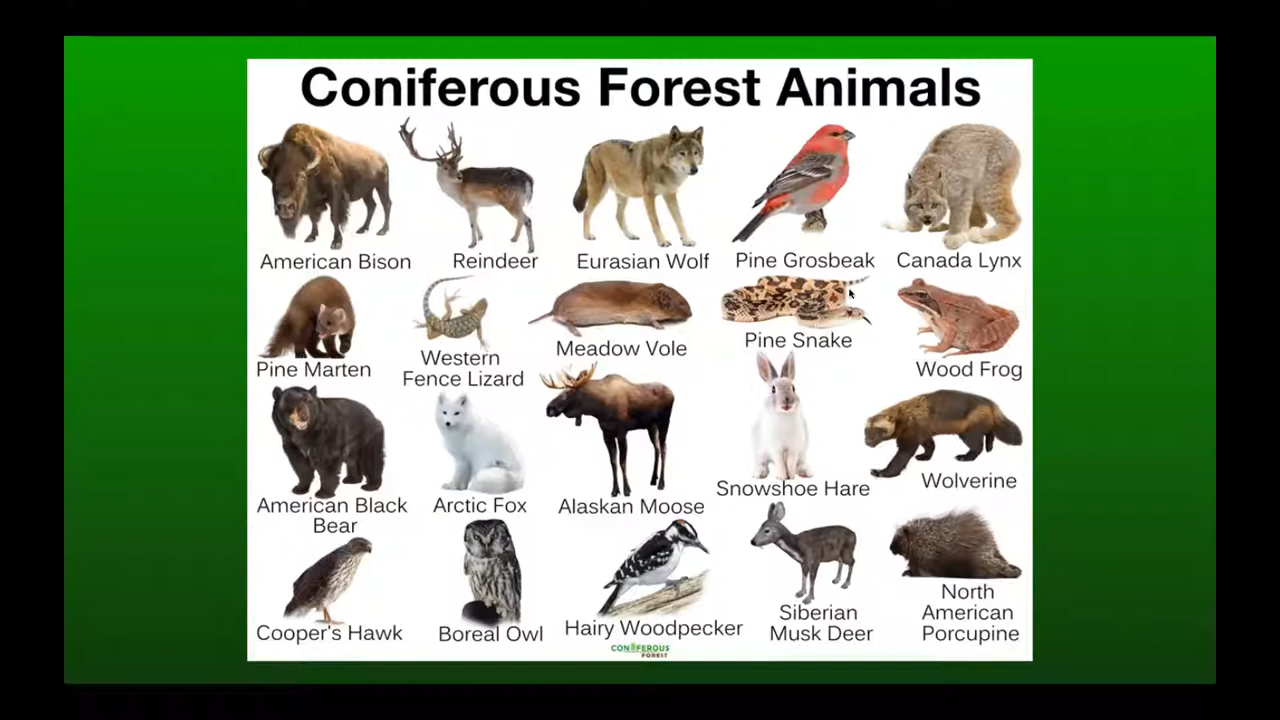 Coniferous Forest Animals
American Bison
Reindeer
Eurasian Wolf
Pine Grosbeak
Canada Lynx
Pine Marten
Western
Fence Lizard
Meadow Vole
Pine Snake
Wood Frog
American Black
Bear
Arctic Fox
Alaskan Moose
Snowshoe Hare
Wolverine
Cooper's Hawk
Boreal Owl
Hairy Woodpecker
Siberian
Musk Deer
North
American
Porcupine
CONIFEROUS
FOREST